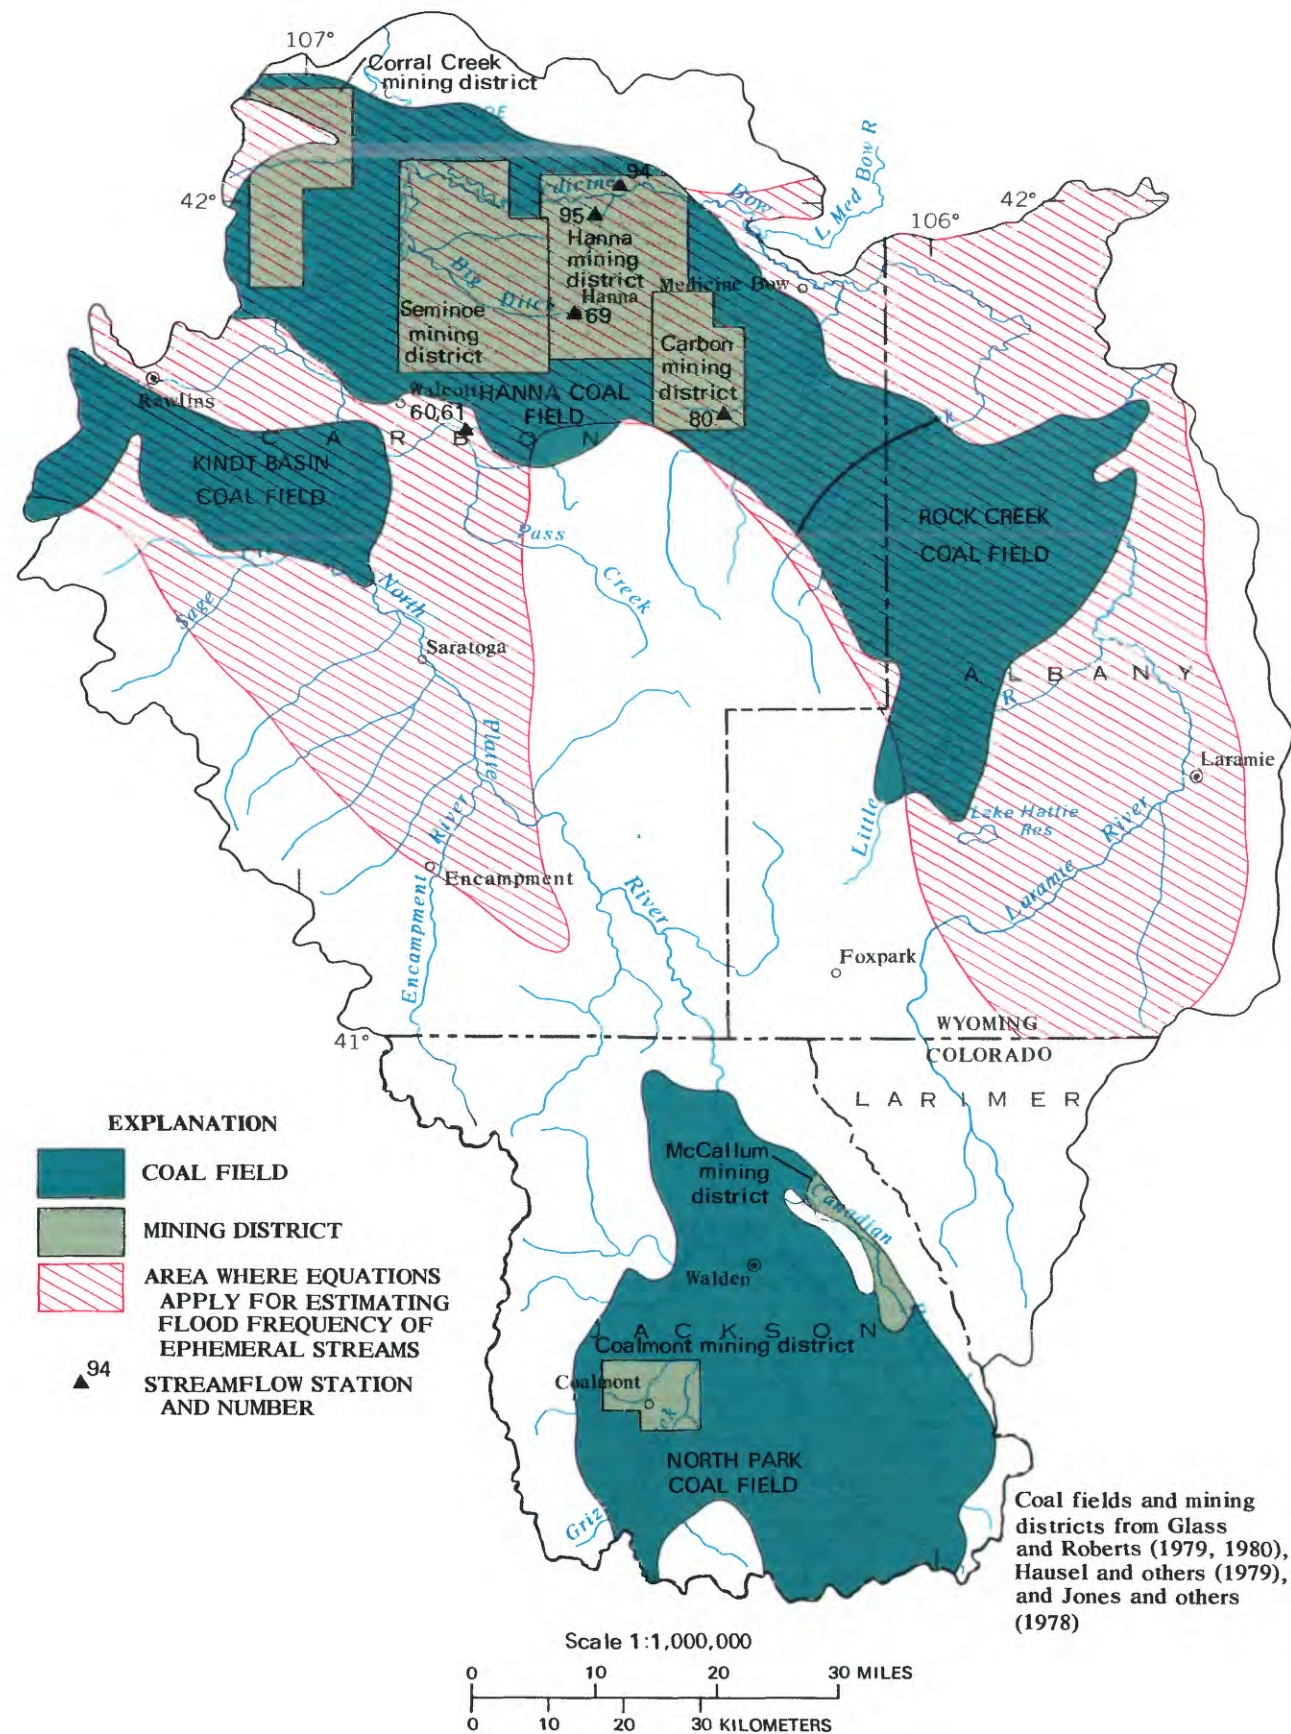 107°
Corral Creek
mining district
94
dicine
Bow
L Med Bow R
42°
42°
106°
95
Hanna
mining
district
Big
Ditch
Hanna
69
Medicine Bow
Seminoe
mining
district
Carbon
mining
district
80
Rawlins
Walcott
60,61
HANNA COAL
FIELD
CARBON
KINDT BASIN
COAL FIELD
ROCK CREEK
COAL FIELD
Pass
Creek
Sage
North
Saratoga
Platte
River
ALBANY
R
Laramie
Lake Hattie
Res
Little
Laramie River
River
Encampment
Encampment
River
Foxpark
41°
WYOMING
COLORADO
LARIMER
McCallum
mining
district
Canadian
Walden
JACKSON
Coalmont mining district
Coalmont
NORTH PARK
COAL FIELD
Griz
EXPLANATION
COAL FIELD
MINING DISTRICT
AREA WHERE EQUATIONS
APPLY FOR ESTIMATING
FLOOD FREQUENCY OF
EPHEMERAL STREAMS
94
STREAMFLOW STATION
AND NUMBER
Coal fields and mining
districts from Glass
and Roberts (1979, 1980),
Hausel and others (1979),
and Jones and others
(1978)
Scale 1:1,000,000
0 10 20 30 MILES
0 10 20 30 KILOMETERS